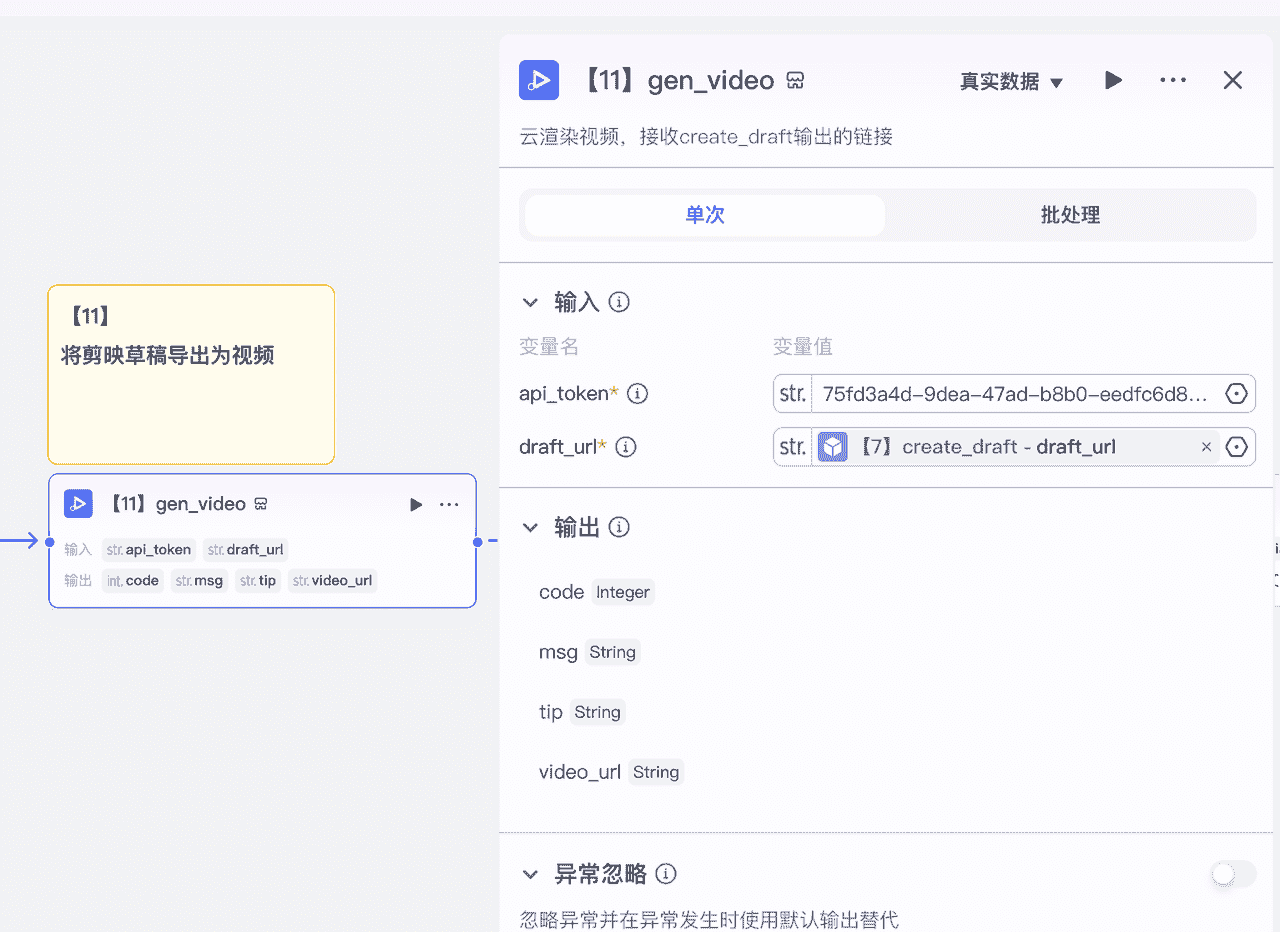 【11】gen_video
真实数据
云渲染视频，接收create_draft输出的链接
单次
批处理
输入
变量名
变量值
api_token*
str. 75fd3a4d-9dea-47ad-b8b0-eedfc6d8...
draft_url*
str. 【7】create_draft - draft_url
输出
code Integer
msg String
tip String
video_url String
异常忽略
忽略异常并在异常发生时使用默认输出替代
【11】
将剪映草稿导出为视频
【11】gen_video
输入 str. api_token str. draft_url
输出 int. code str. msg str. tip str. video_url